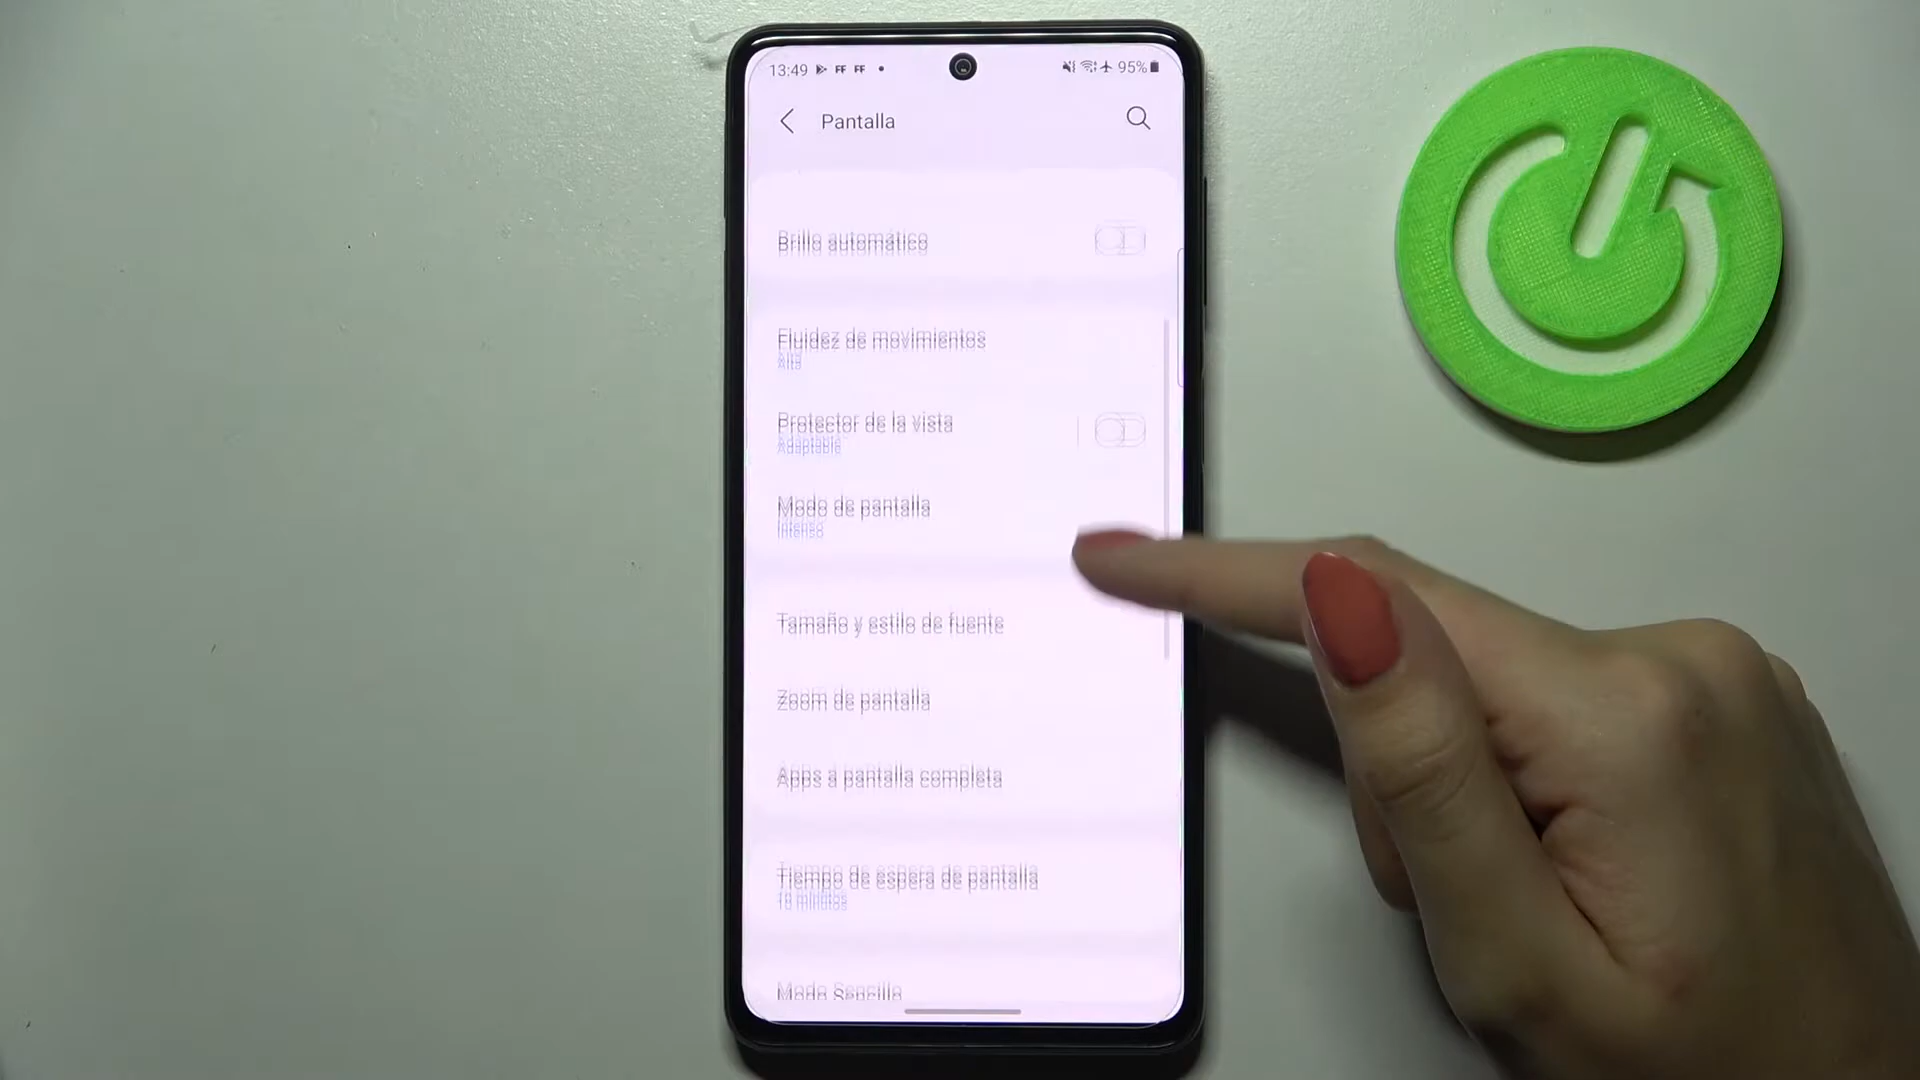 13:49 FF FF 95%
Pantalla
Brillo automático
Fluidez de movimientos
Alta
Protector de la vista
Adaptable
Modo de pantalla
Intenso
Tamaño y estilo de fuente
Zoom de pantalla
Apps a pantalla completa
Tiempo de espera de pantalla
10 minutos
Modo Sencillo